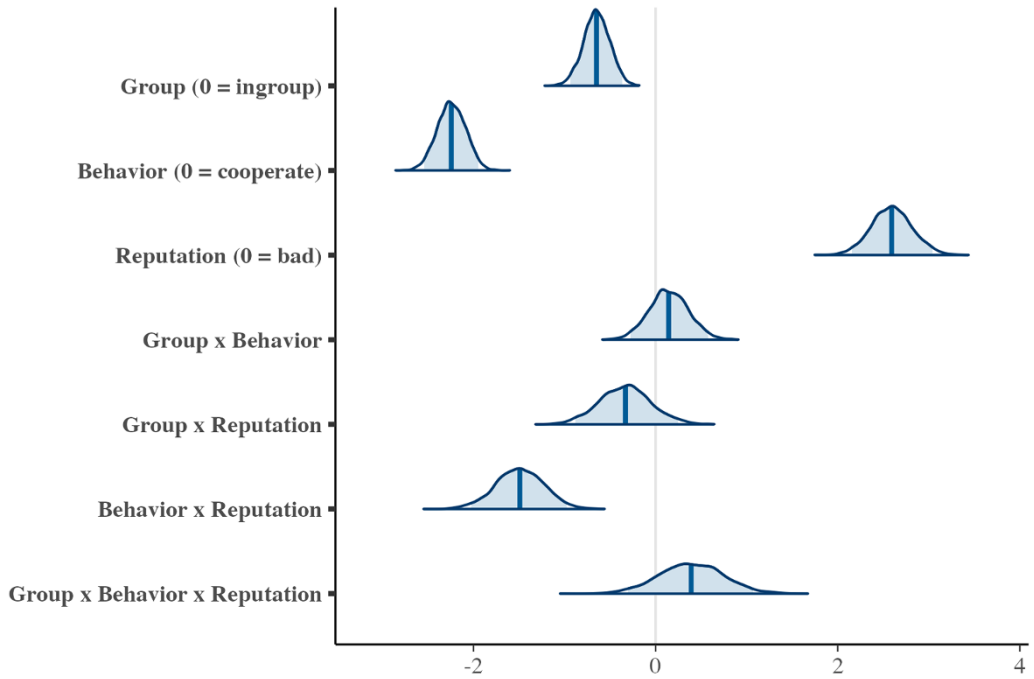 Group (0 = ingroup)
Behavior (0 = cooperate)
Reputation (0 = bad)
Group x Behavior
Group x Reputation
Behavior x Reputation
Group x Behavior x Reputation
-2 0 2 4